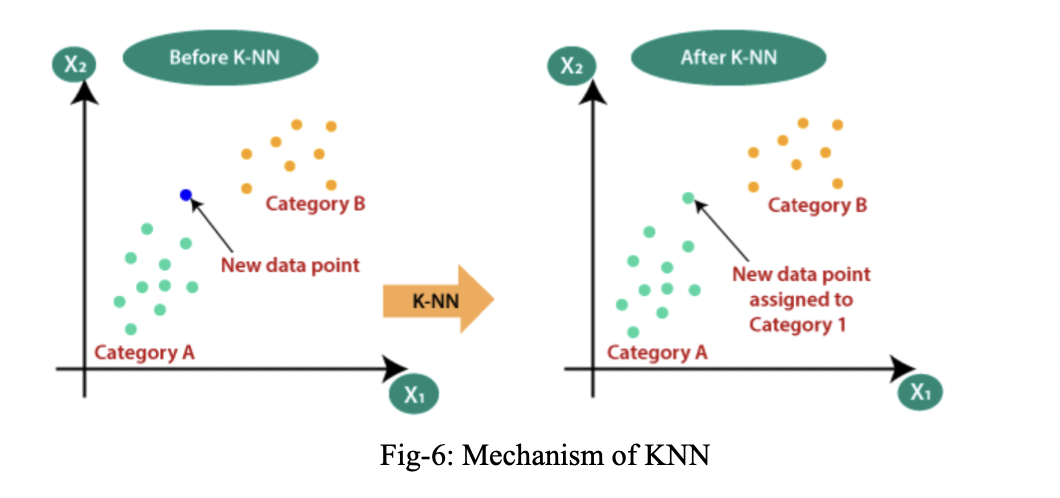 Before K-NN
X₂
Category B
New data point
Category A
X₁
K-NN
After K-NN
X₂
Category B
New data point
assigned to
Category 1
Category A
X₁
Fig-6: Mechanism of KNN